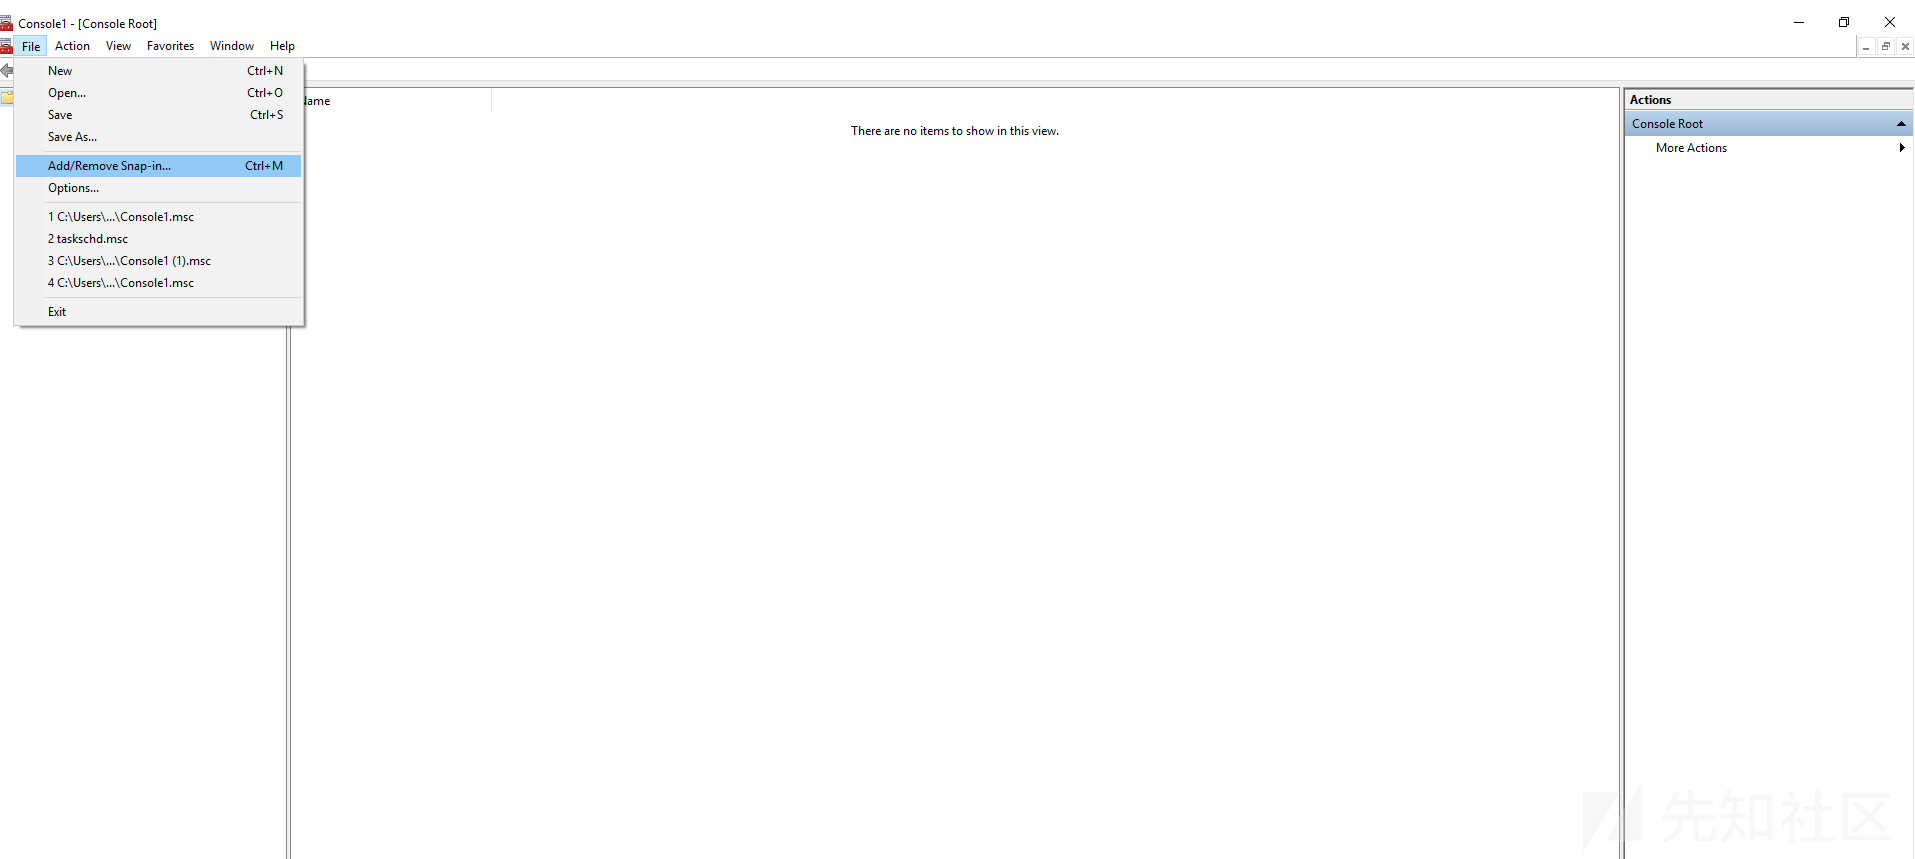 Console1 - [Console Root]
File Action View Favorites Window Help
New Ctrl+N
Open... Ctrl+O
Save Ctrl+S
Save As...
Add/Remove Snap-in... Ctrl+M
Options...
1 C:\Users\...\Console1.msc
2 taskschd.msc
3 C:\Users\...\Console1 (1).msc
4 C:\Users\...\Console1.msc
Exit
Name
There are no items to show in this view.
Actions
Console Root
More Actions
先知社区